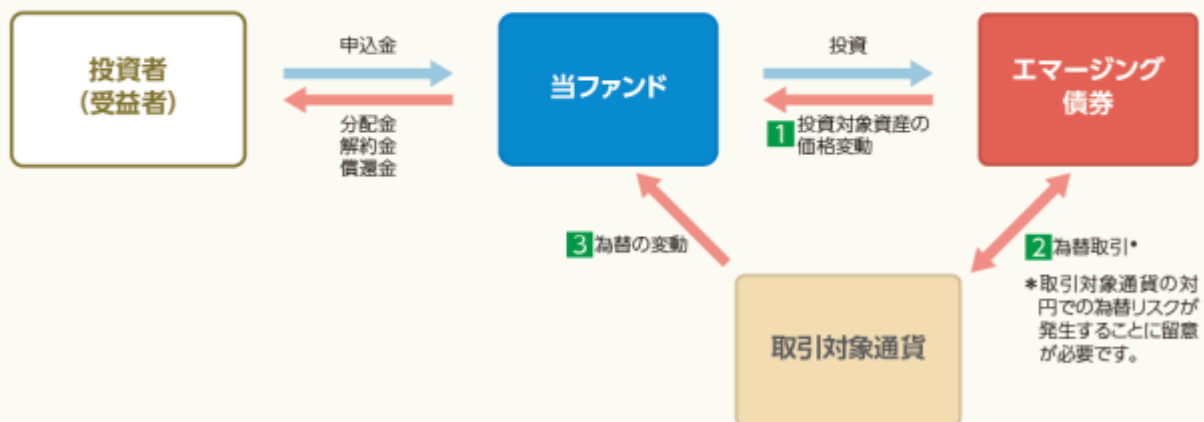 投資者
（受益者）
申込金
分配金
解約金
償還金
当ファンド
投資
1 投資対象資産の
価格変動
エマージング
債券
3 為替の変動
2 為替取引*
*取引対象通貨の対
円での為替リスクが
発生することに留意
が必要です。
取引対象通貨